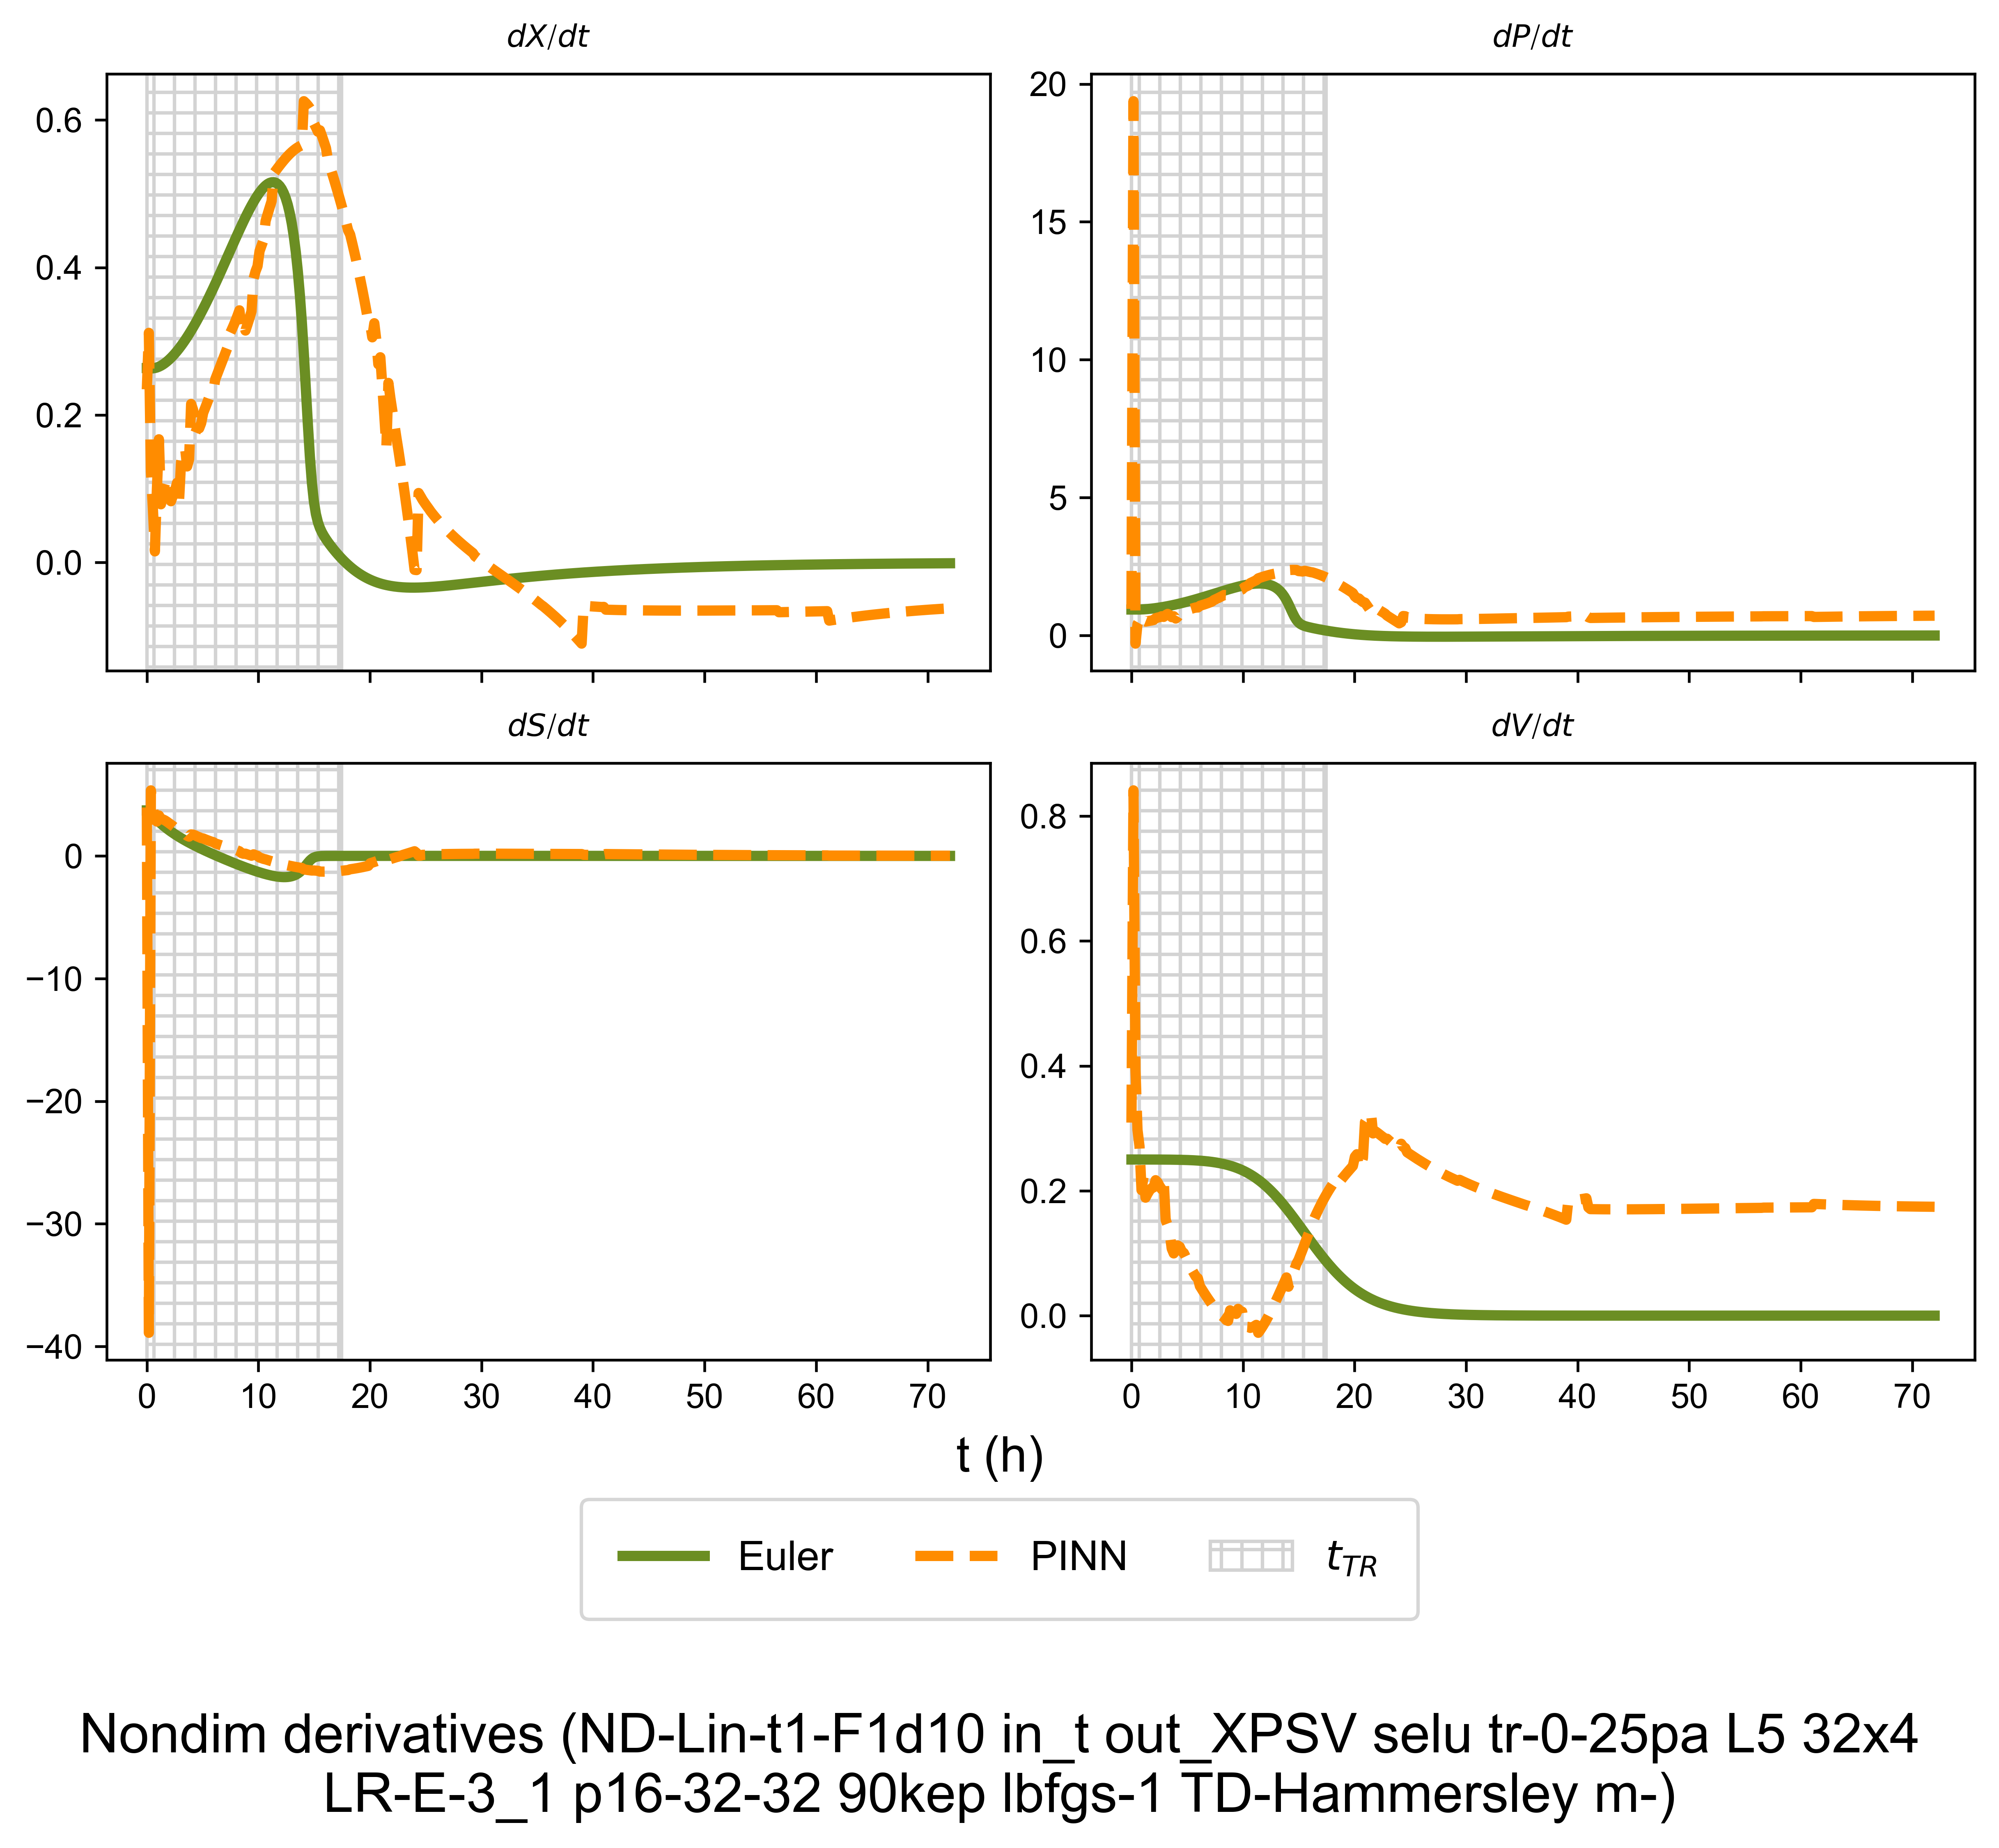 dX/dt
dP/dt
0.6
0.4
0.2
0.0
20
15
10
5
0
dS/dt
dV/dt
0
−10
−20
−30
−40
0.8
0.6
0.4
0.2
0.0
0 10 20 30 40 50 60 70
0 10 20 30 40 50 60 70
t (h)
Euler PINN t_TR
Nondim derivatives (ND-Lin-t1-F1d10 in_t out_XPSV selu tr-0-25pa L5 32x4
LR-E-3_1 p16-32-32 90kep lbfgs-1 TD-Hammersley m-)